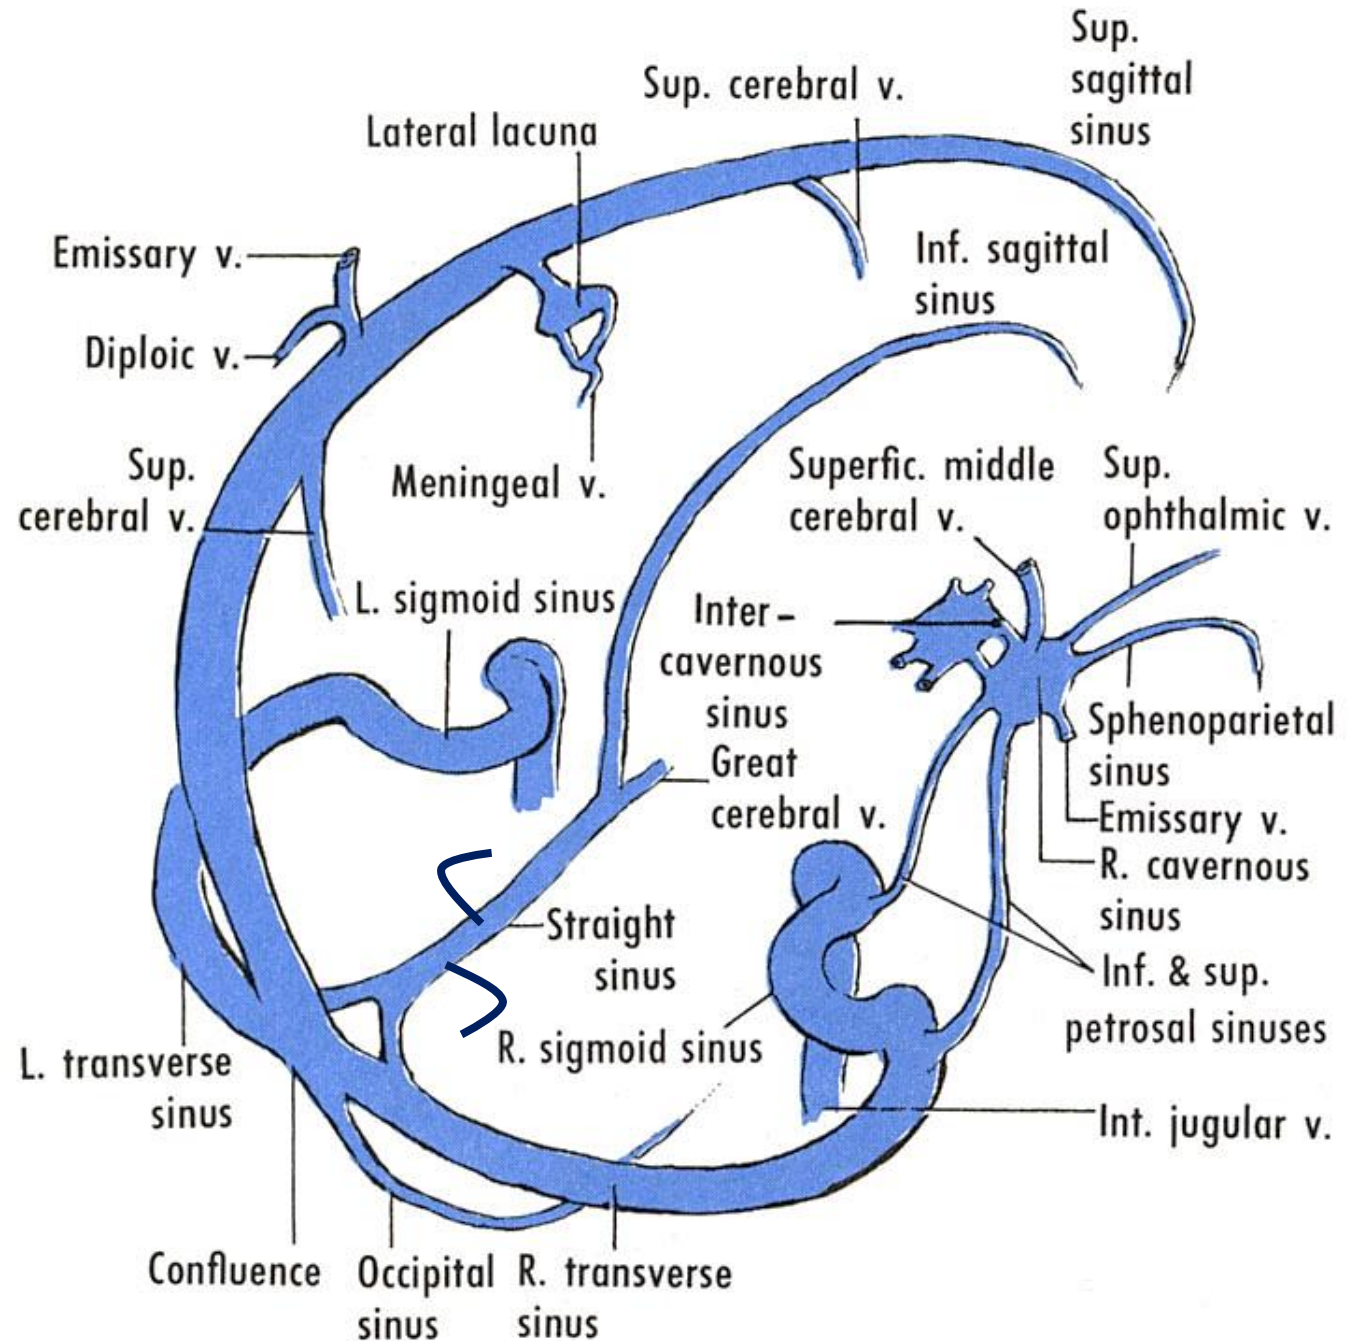 Sup.
sagittal
sinus
Sup. cerebral v.
Lateral lacuna
Emissary v.
Inf. sagittal
sinus
Diploic v.
Sup.
cerebral v.
Meningeal v.
Superfic. middle
cerebral v.
Sup.
ophthalmic v.
L. sigmoid sinus
Inter-
cavernous
sinus
Sphenoparietal
sinus
Great
cerebral v.
Emissary v.
R. cavernous
sinus
Straight
sinus
Inf. & sup.
petrosal sinuses
R. sigmoid sinus
L. transverse
sinus
Int. jugular v.
Confluence
Occipital
sinus
R. transverse
sinus